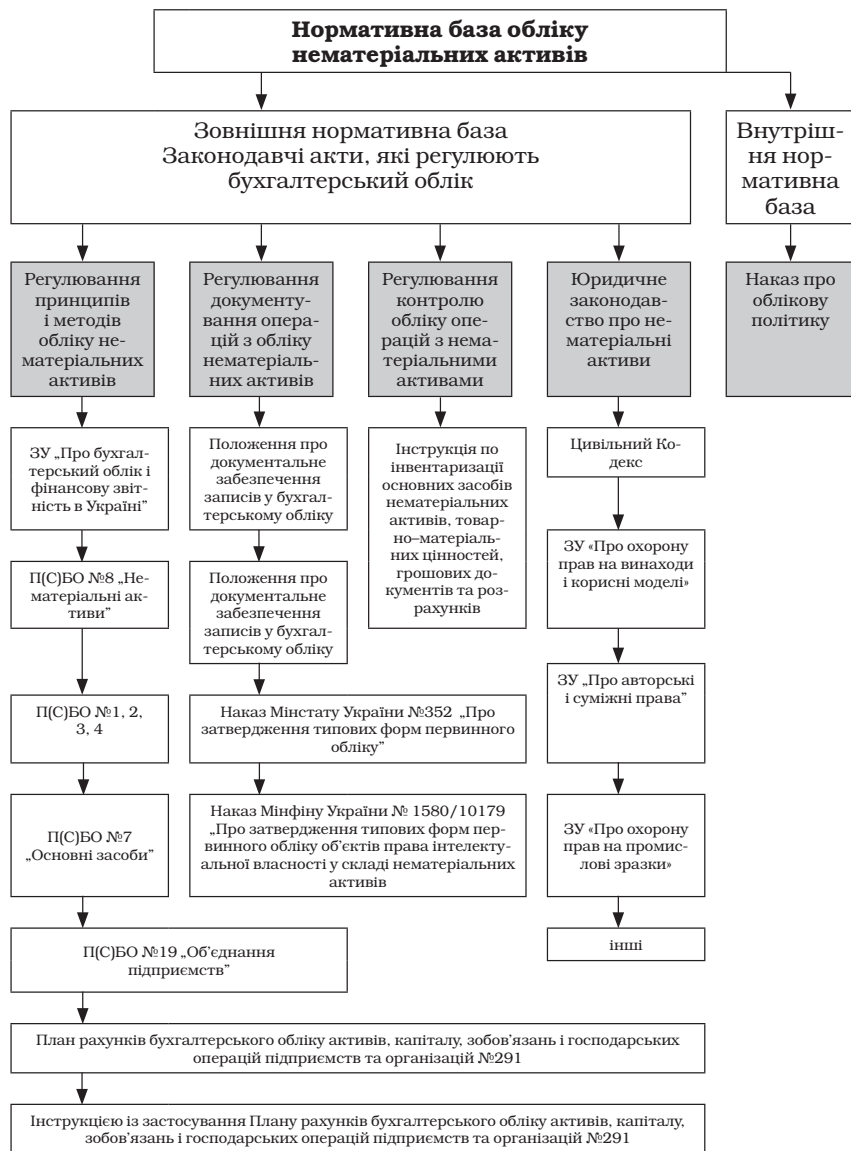 Нормативна база обліку
нематеріальних активів
Зовнішня нормативна база
Законодавчі акти, які регулюють
бухгалтерський облік
Внутріш-
ня нор-
мативна
база
Регулювання
принципів
і методів
обліку не-
матеріальних
активів
Регулювання
документу-
вання опера-
цій з обліку
нематеріаль-
них активів
Регулювання
контролю
обліку опе-
рацій з нема-
теріальними
активами
Юридичне
законодав-
ство про не-
матеріальні
активи
Наказ про
облікову
політику
ЗУ „Про бухгал-
терський облік і
фінансову звіт-
ність в Україні”
П(С)БО №8 „Не-
матеріальні ак-
тиви”
П(С)БО №1, 2,
3, 4
П(С)БО №7
„Основні засоби”
П(С)БО №19 „Об’єднання
підприємств”
Положення про
документальне
забезпечення
записів у бухгал-
терському обліку
Положення про
документальне
забезпечення
записів у бухгал-
терському обліку
Наказ Мінстату України №352 „Про
затвердження типових форм первинного
обліку”
Наказ Мінфіну України № 1580/10179
„Про затвердження типових форм пер-
винного обліку об’єктів права інтелекту-
альної власності у складі нематеріальних
активів
Інструкція по
інвентаризації
основних засобів
нематеріальних
активів, товар-
но–матеріаль-
них цінностей,
грошових до-
кументів та роз-
рахунків
Цивільний Ко-
декс
ЗУ «Про охорону
прав на винаходи
і корисні моделі»
ЗУ „Про авторські
і суміжні права”
ЗУ «Про охорону
прав на промис-
лові зразки»
інші
План рахунків бухгалтерського обліку активів, капіталу, зобов’язань і господарських
операцій підприємств та організацій №291
Інструкцією із застосування Плану рахунків бухгалтерського обліку активів, капіталу,
зобов’язань і господарських операцій підприємств та організацій №291